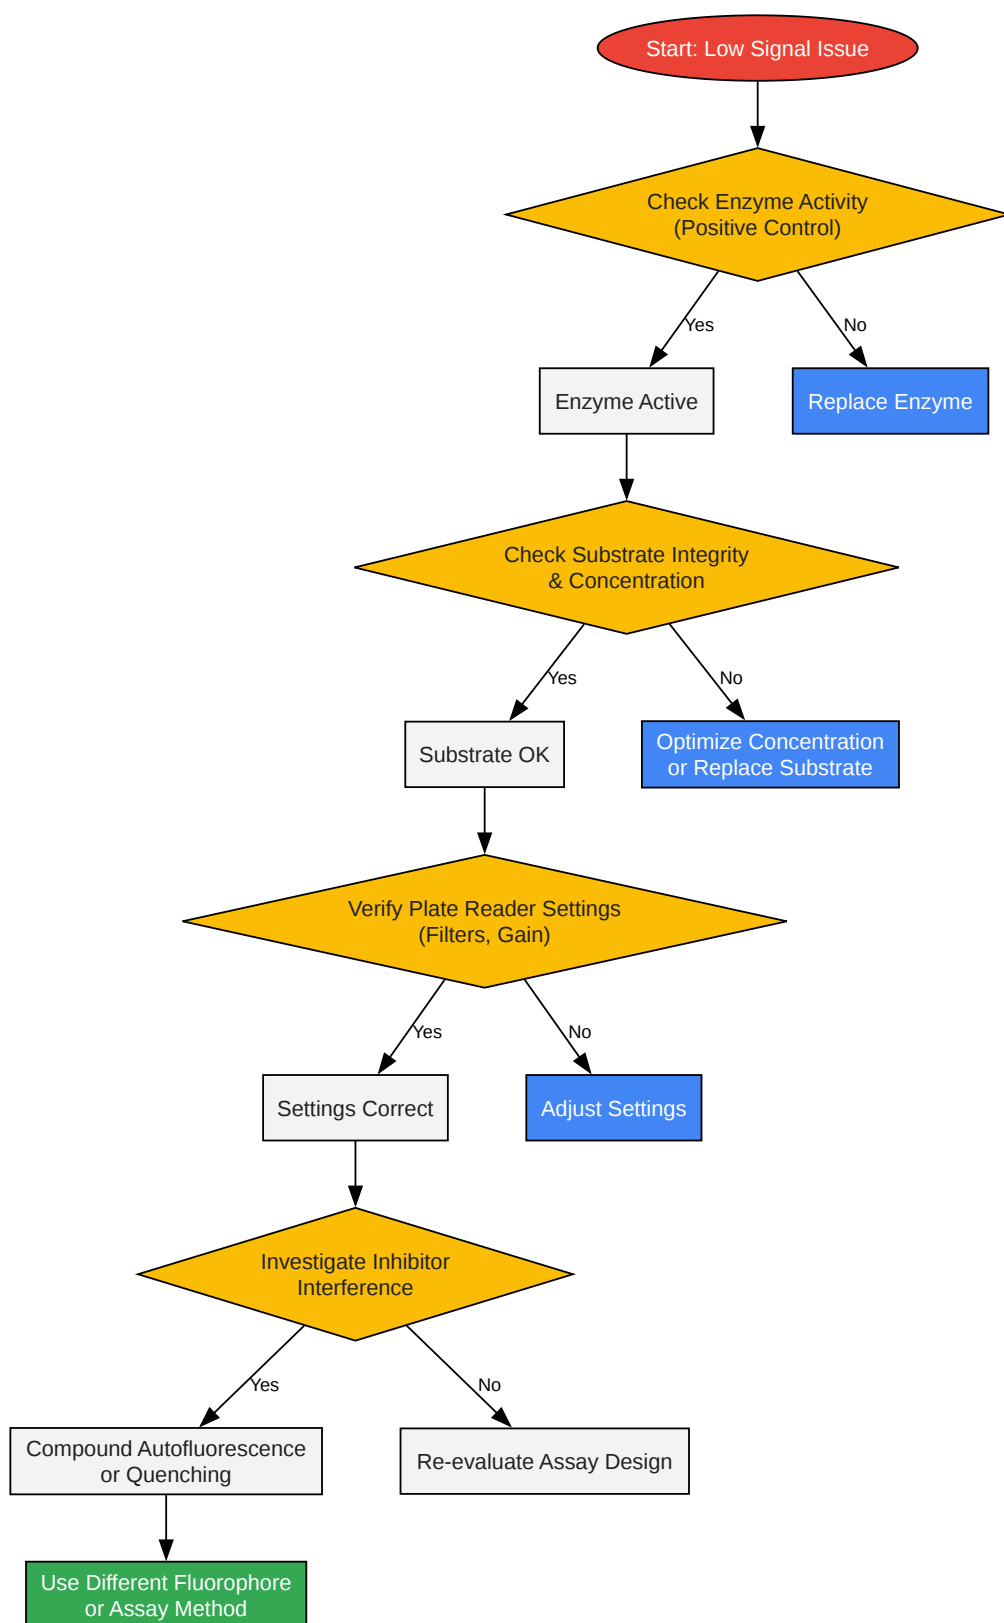 Start: Low Signal Issue
Check Enzyme Activity
(Positive Control)
Yes
No
Enzyme Active
Replace Enzyme
Check Substrate Integrity
& Concentration
Yes
No
Substrate OK
Optimize Concentration
or Replace Substrate
Verify Plate Reader Settings
(Filters, Gain)
Yes
No
Settings Correct
Adjust Settings
Investigate Inhibitor
Interference
Yes
No
Compound Autofluorescence
or Quenching
Re-evaluate Assay Design
Use Different Fluorophore
or Assay Method